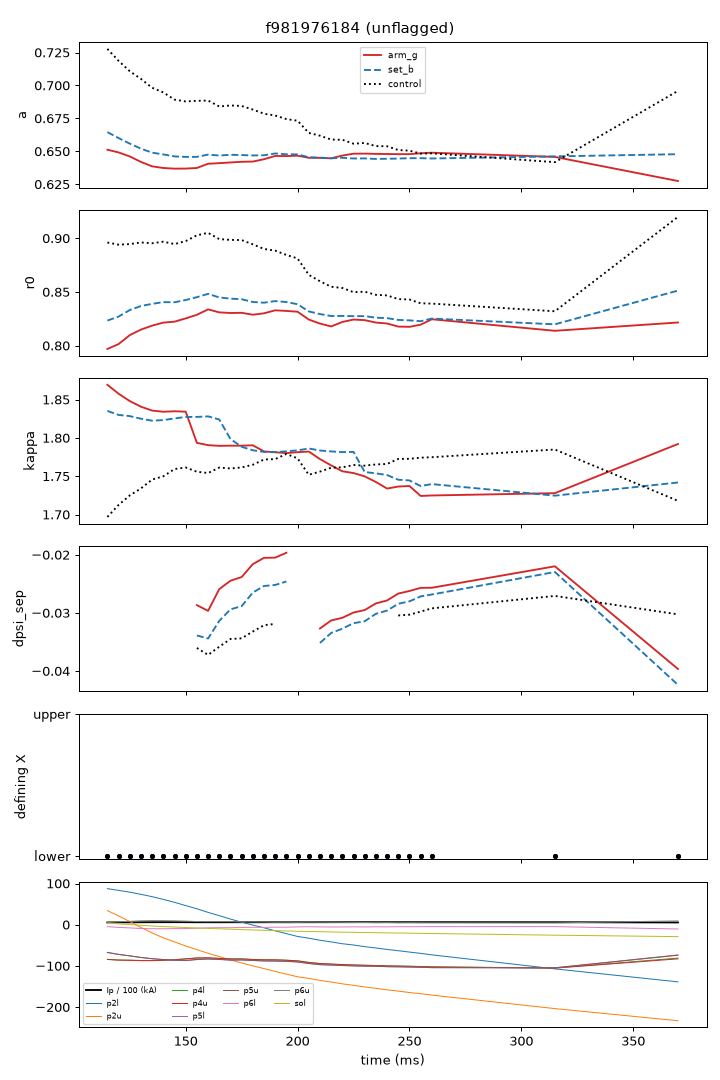 f981976184 (unflagged)
arm_g
set_b
control
0.725
0.700
0.675
0.650
0.625
a
0.90
0.85
0.80
r0
1.85
1.80
1.75
1.70
kappa
−0.02
−0.03
−0.04
dpsi_sep
upper
lower
defining X
100
0
−100
−200
Ip / 100 (kA)
p2l
p2u
p4l
p4u
p5l
p5u
p6l
p6u
sol
150 200 250 300 350
time (ms)